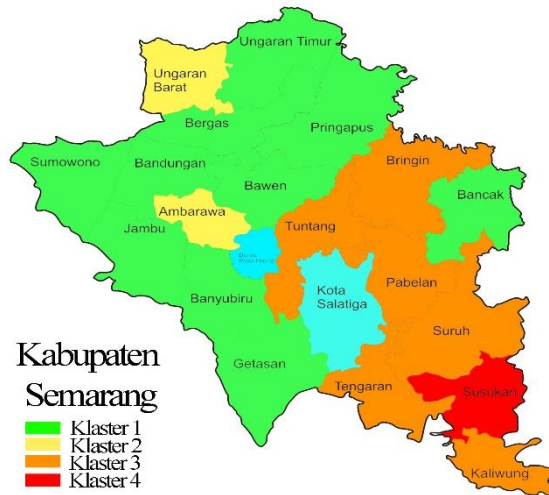 Ungaran Timur
Ungaran
Barat
Bergas
Pringapus
Sumowono
Bandungan
Bringin
Bawen
Bancak
Ambarawa
Jambu
Tuntang
Banyubiru
Kota
Salatiga
Pabelan
Suruh
Getasan
Tengaran
Susukan
Kaliwung
Kabupaten
Semarang
Klaster 1
Klaster 2
Klaster 3
Klaster 4